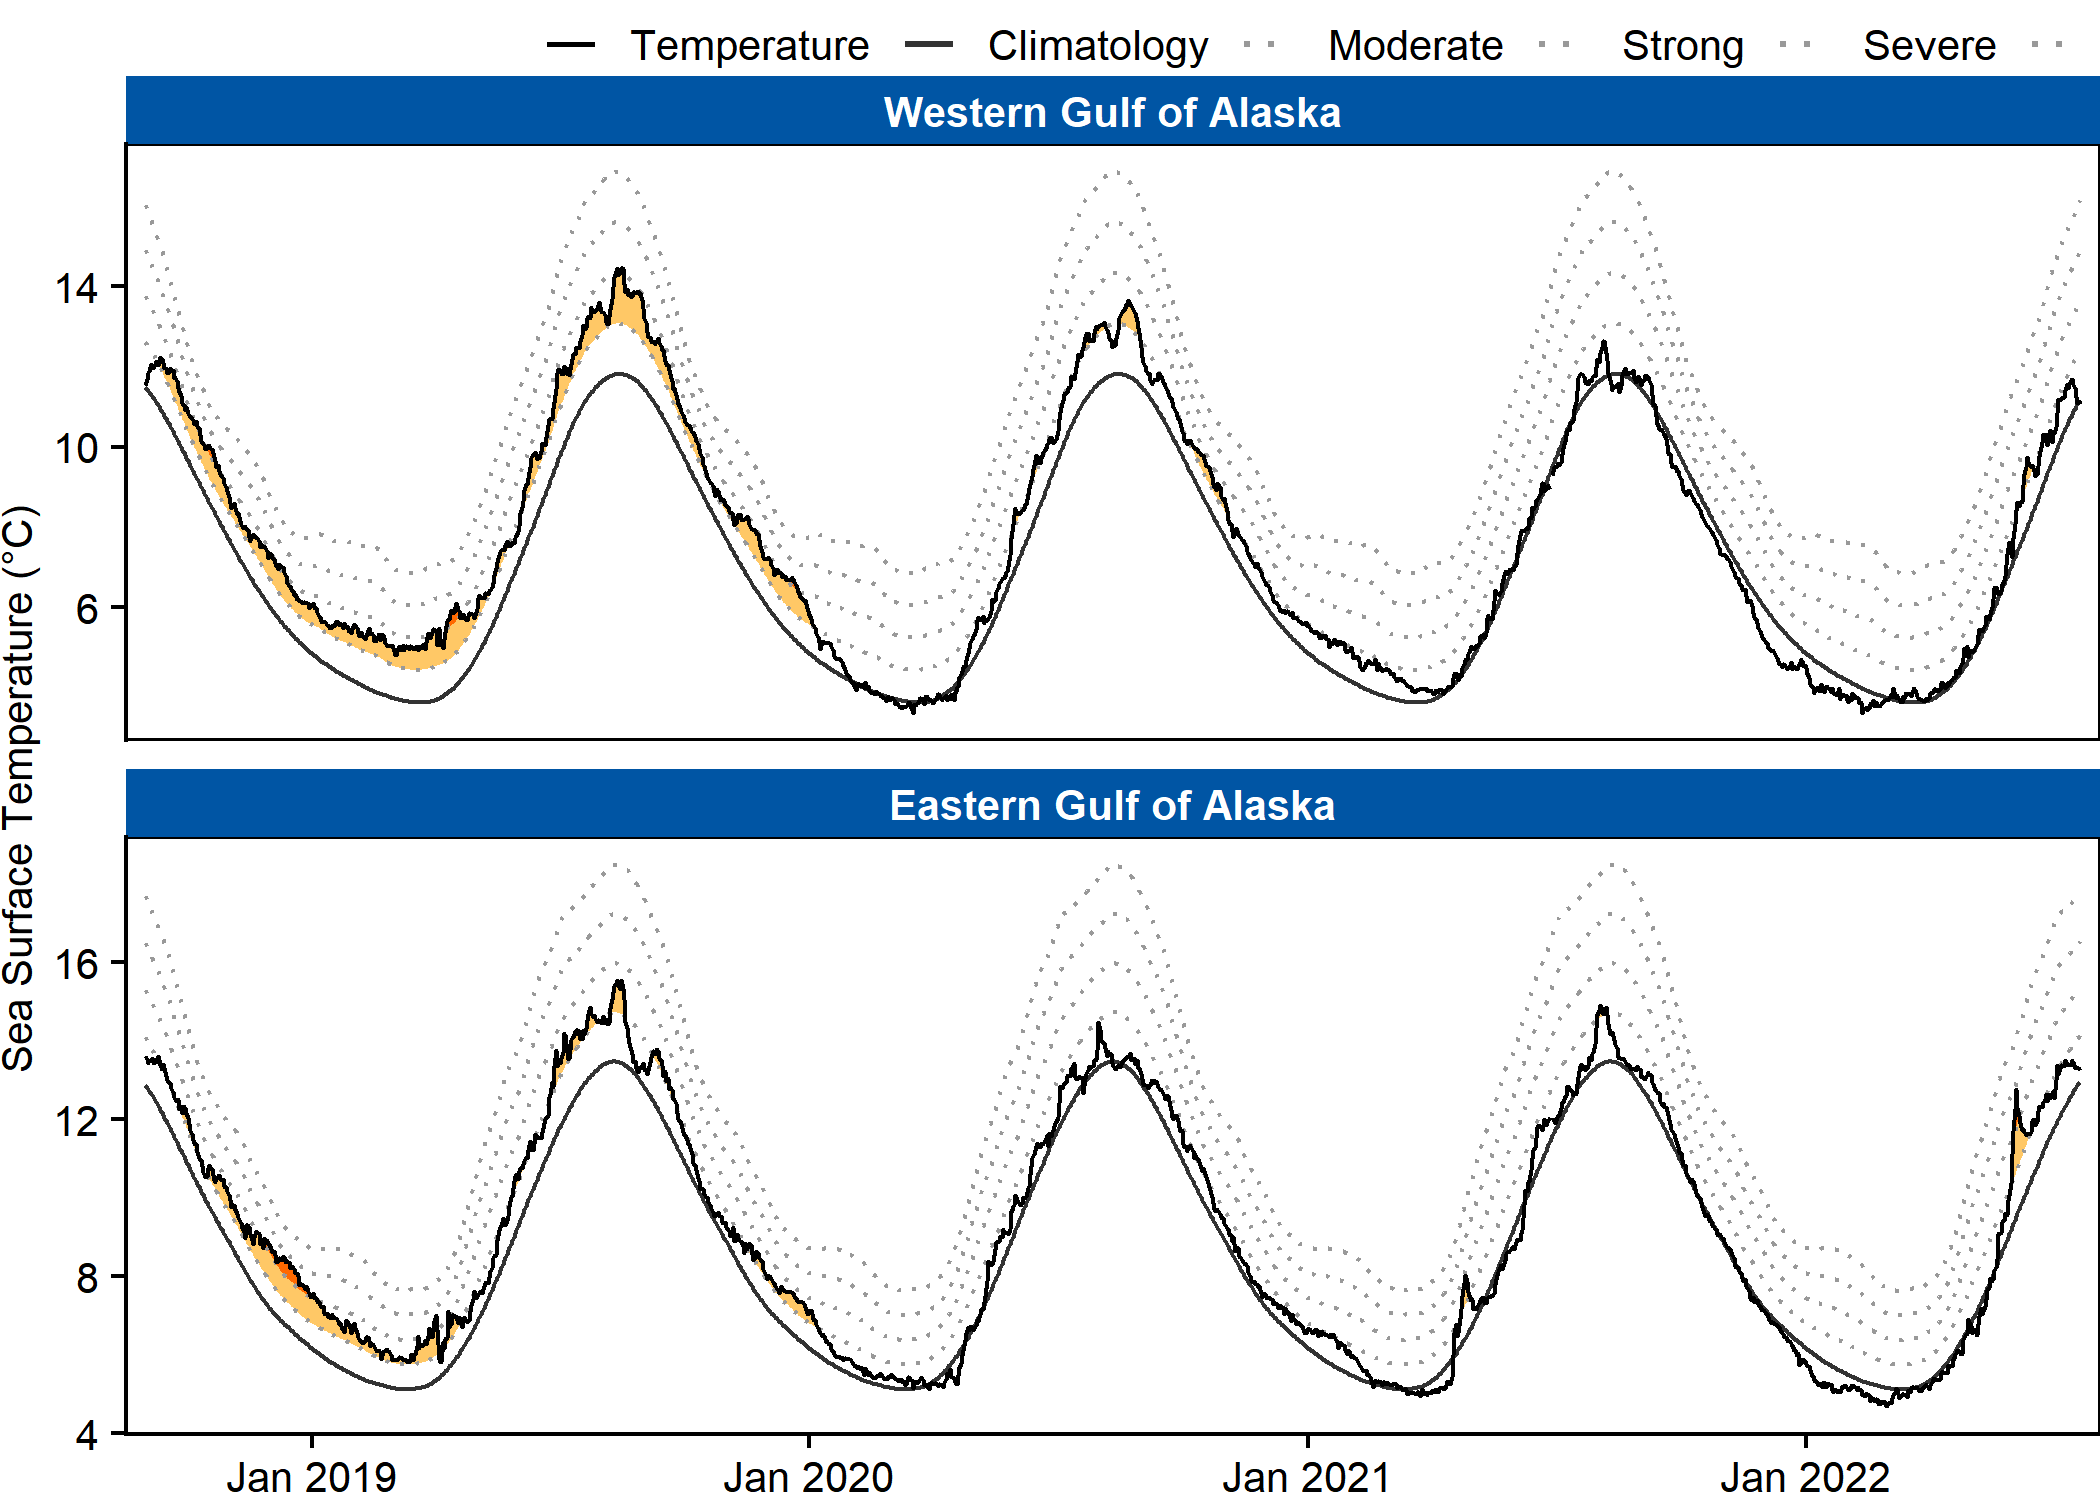 Temperature Climatology Moderate Strong Severe
Western Gulf of Alaska
14
10
6
Sea Surface Temperature (°C)
Eastern Gulf of Alaska
16
12
8
4
Jan 2019 Jan 2020 Jan 2021 Jan 2022